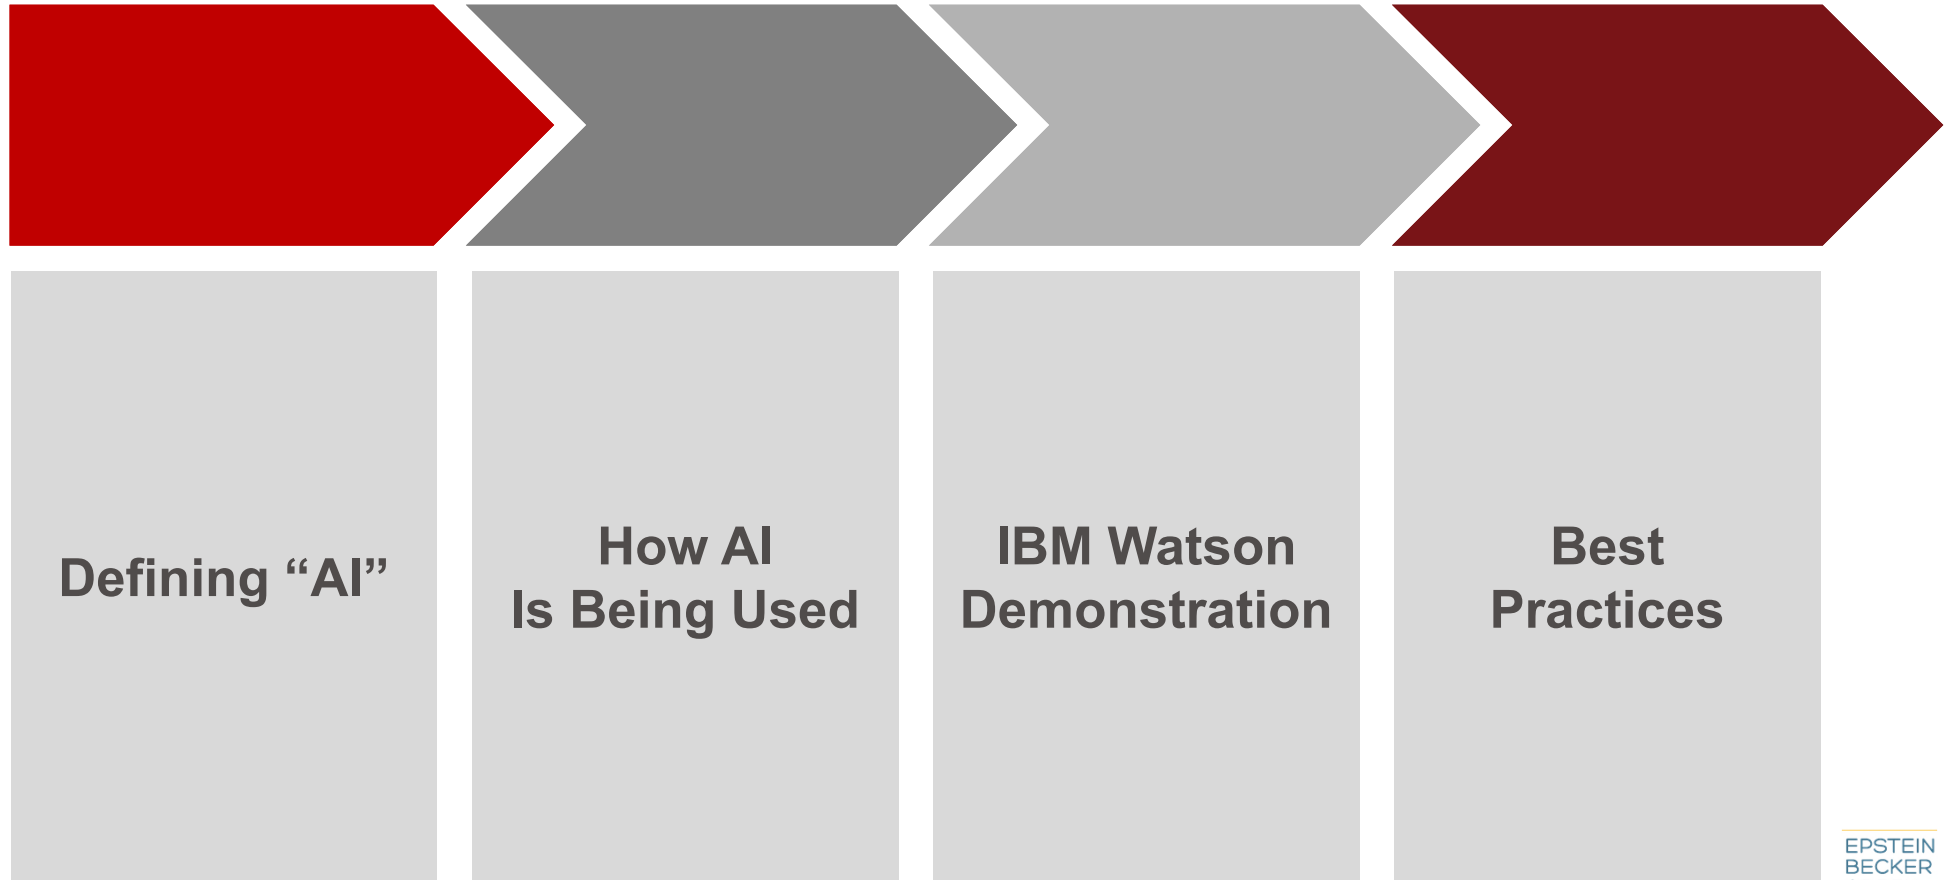 Defining “AI”
How AI
Is Being Used
IBM Watson
Demonstration
Best
Practices
EPSTEIN
BECKER